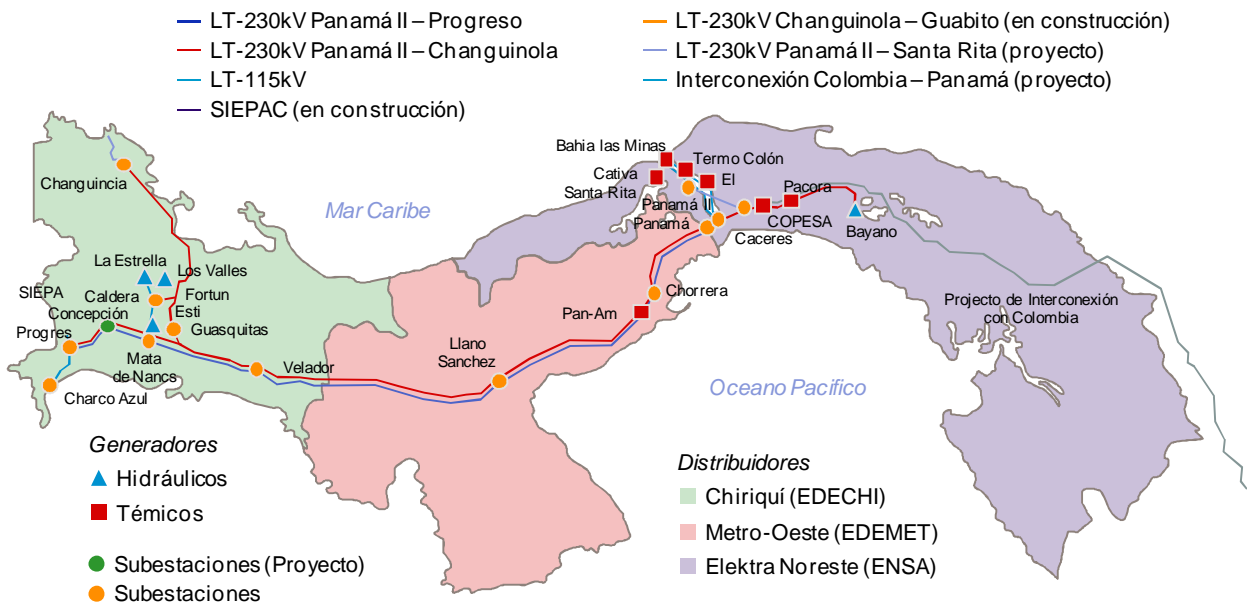 LT-230kV Panamá II – Progreso
LT-230kV Panamá II – Changuinola
LT-115kV
SIEPAC (en construcción)
LT-230kV Changuinola – Guabito (en construcción)
LT-230kV Panamá II – Santa Rita (proyecto)
Interconexión Colombia – Panamá (proyecto)
Changuincia
Mar Caribe
Bahia las Minas
Termo Colón
Cativa
El
Santa Rita
Panamá II
Panamá
Pacora
COPESA
Caceres
Bayano
La Estrella
Los Valles
SIEPA
Caldera
Fortun
Concepción
Esti
Progres
Guasquitas
Mata
de Nancs
Charco Azul
Velador
Llano
Sanchez
Pan-Am
Chorrera
Projecto de Interconexión
con Colombia
Oceano Pacifico
Generadores
Hidráulicos
Témicos
Subestaciones (Proyecto)
Subestaciones
Distribuidores
Chiriquí (EDECHI)
Metro-Oeste (EDEMET)
Elektra Noreste (ENSA)